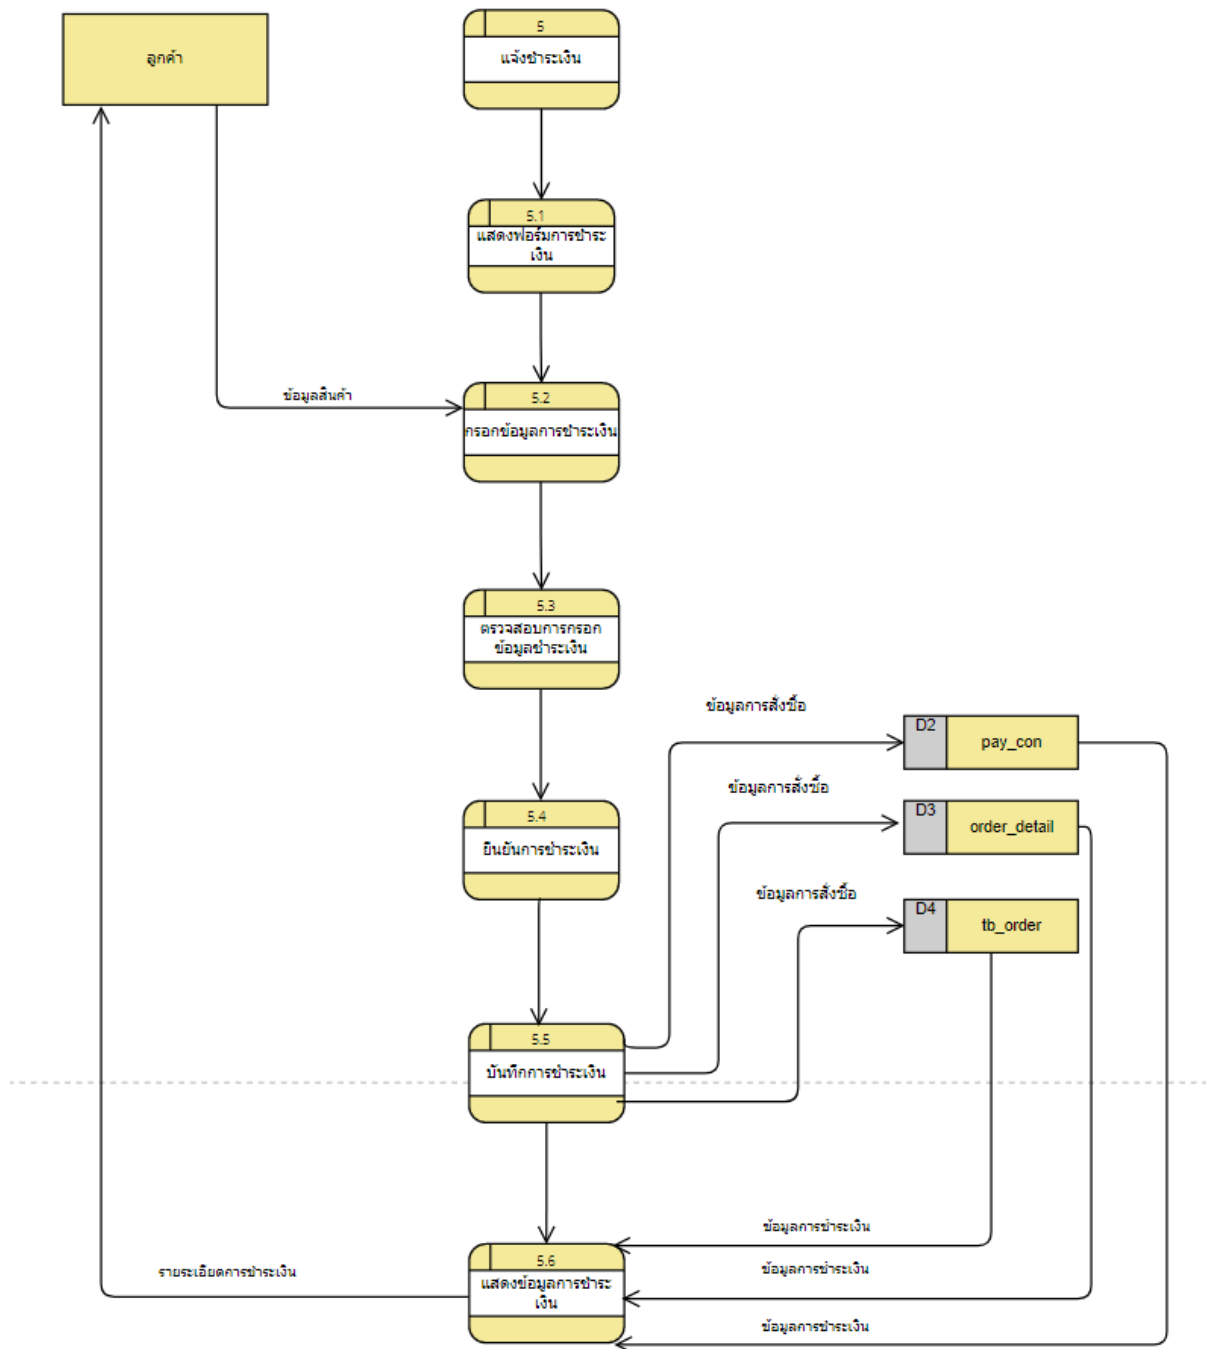 ลูกค้า
5
แจ้งชำระเงิน
5.1
แสดงฟอร์มการชำระ
เงิน
ข้อมูลสินค้า
5.2
กรอกข้อมูลการชำระเงิน
5.3
ตรวจสอบการกรอก
ข้อมูลชำระเงิน
ข้อมูลการสั่งซื้อ
D2
pay_con
ข้อมูลการสั่งซื้อ
D3
order_detail
5.4
ยืนยันการชำระเงิน
ข้อมูลการสั่งซื้อ
D4
tb_order
5.5
บันทึกการชำระเงิน
ข้อมูลการชำระเงิน
5.6
แสดงข้อมูลการชำระ
เงิน
รายระเอียดการชำระเงิน
ข้อมูลการชำระเงิน
ข้อมูลการชำระเงิน